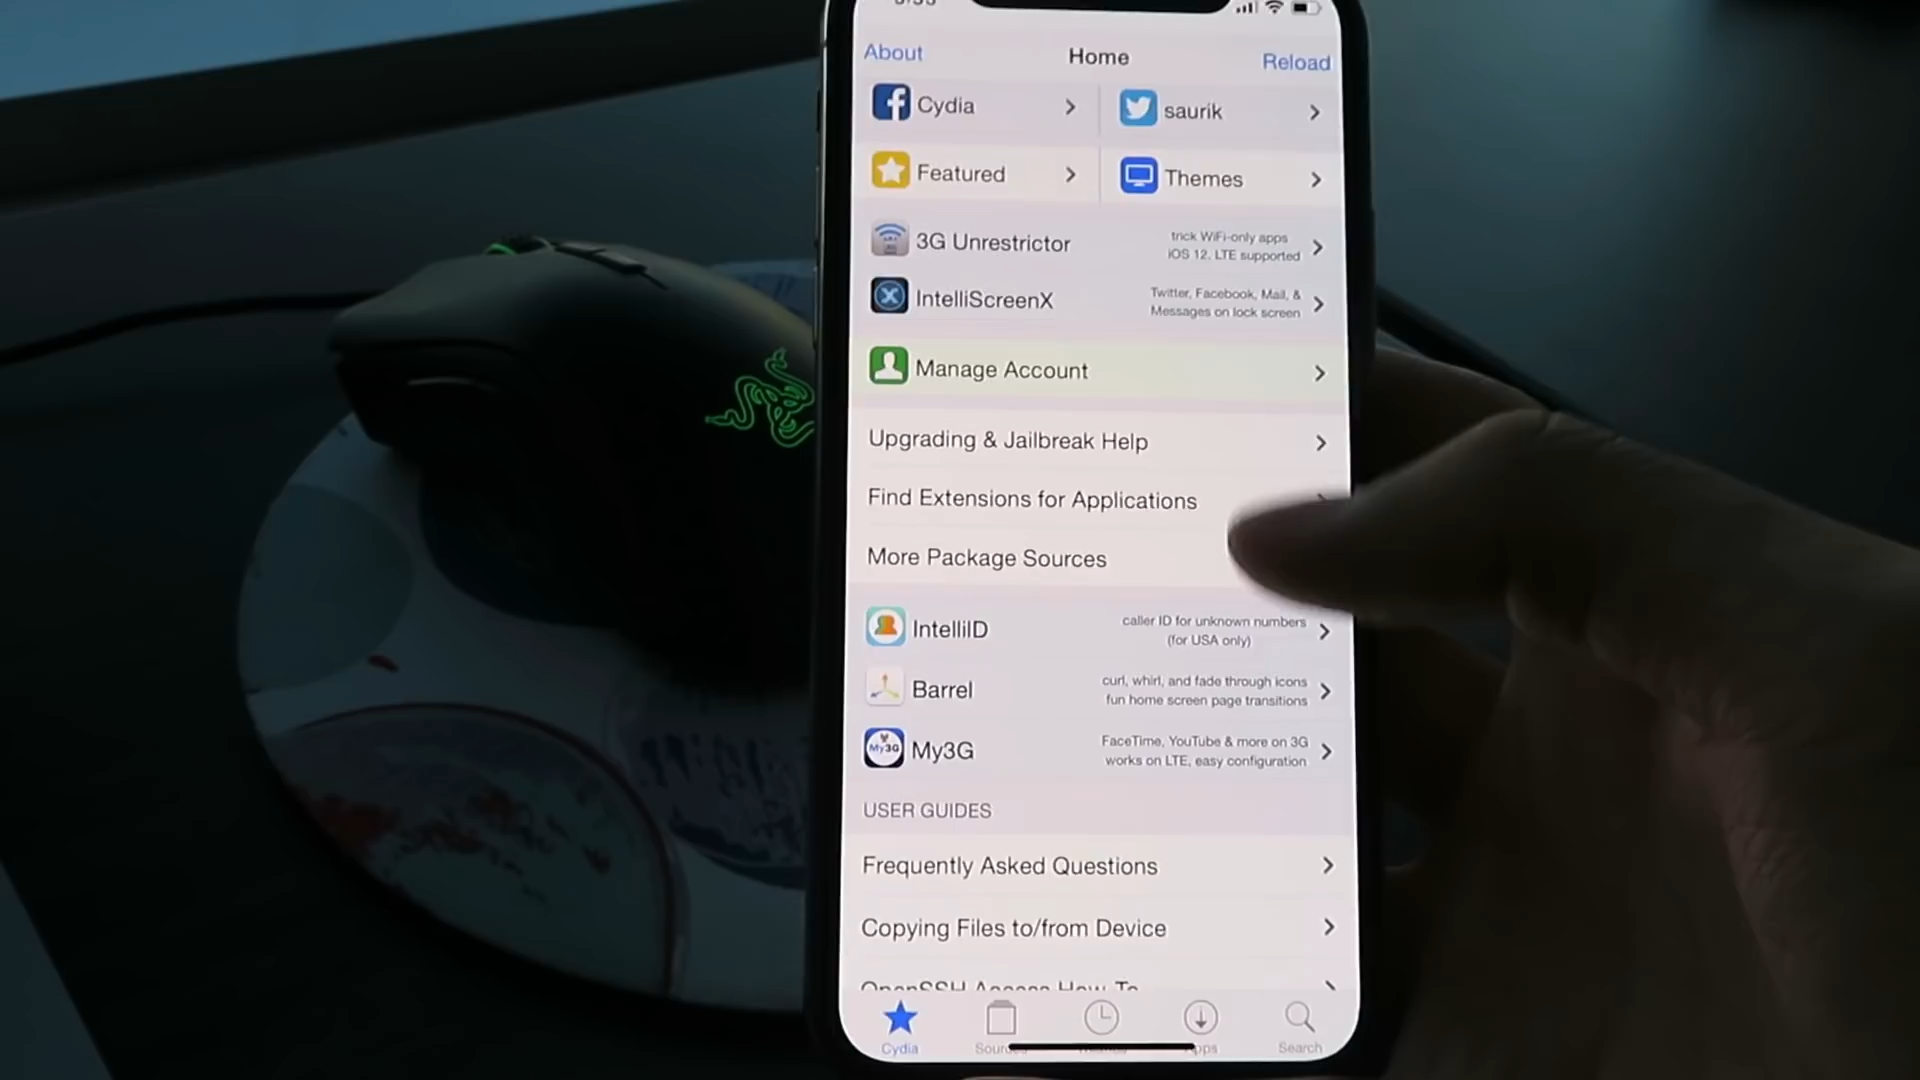 About
Home
Reload
Cydia
saurik
Featured
Themes
3G Unrestrictor
trick WiFi-only apps
iOS 12. LTE supported
IntelliScreenX
Twitter, Facebook, Mail, &
Messages on lock screen
Manage Account
Upgrading & Jailbreak Help
Find Extensions for Applications
More Package Sources
IntelliID
caller ID for unknown numbers
(for USA only)
Barrel
curl, whirl, and fade through icons
fun home screen page transitions
My3G
My3G
FaceTime, YouTube & more on 3G
works on LTE, easy configuration
USER GUIDES
Frequently Asked Questions
Copying Files to/from Device
OpenSSH Access How-To
Cydia
Search